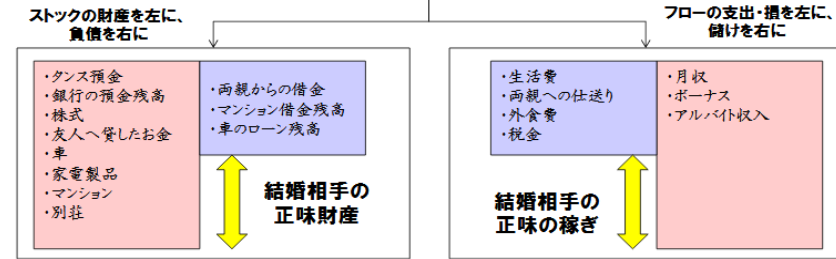 ストックの財産を左に、
負債を右に
フローの支出・損を左に、
儲けを右に
・タンス預金
・銀行の預金残高
・株式
・友人へ貸したお金
・車
・家電製品
・マンション
・別荘
・両親からの借金
・マンション借金残高
・車のローン残高
結婚相手の
正味財産
・生活費
・両親への仕送り
・外食費
・税金
・月収
・ボーナス
・アルバイト収入
結婚相手の
正味の稼ぎ